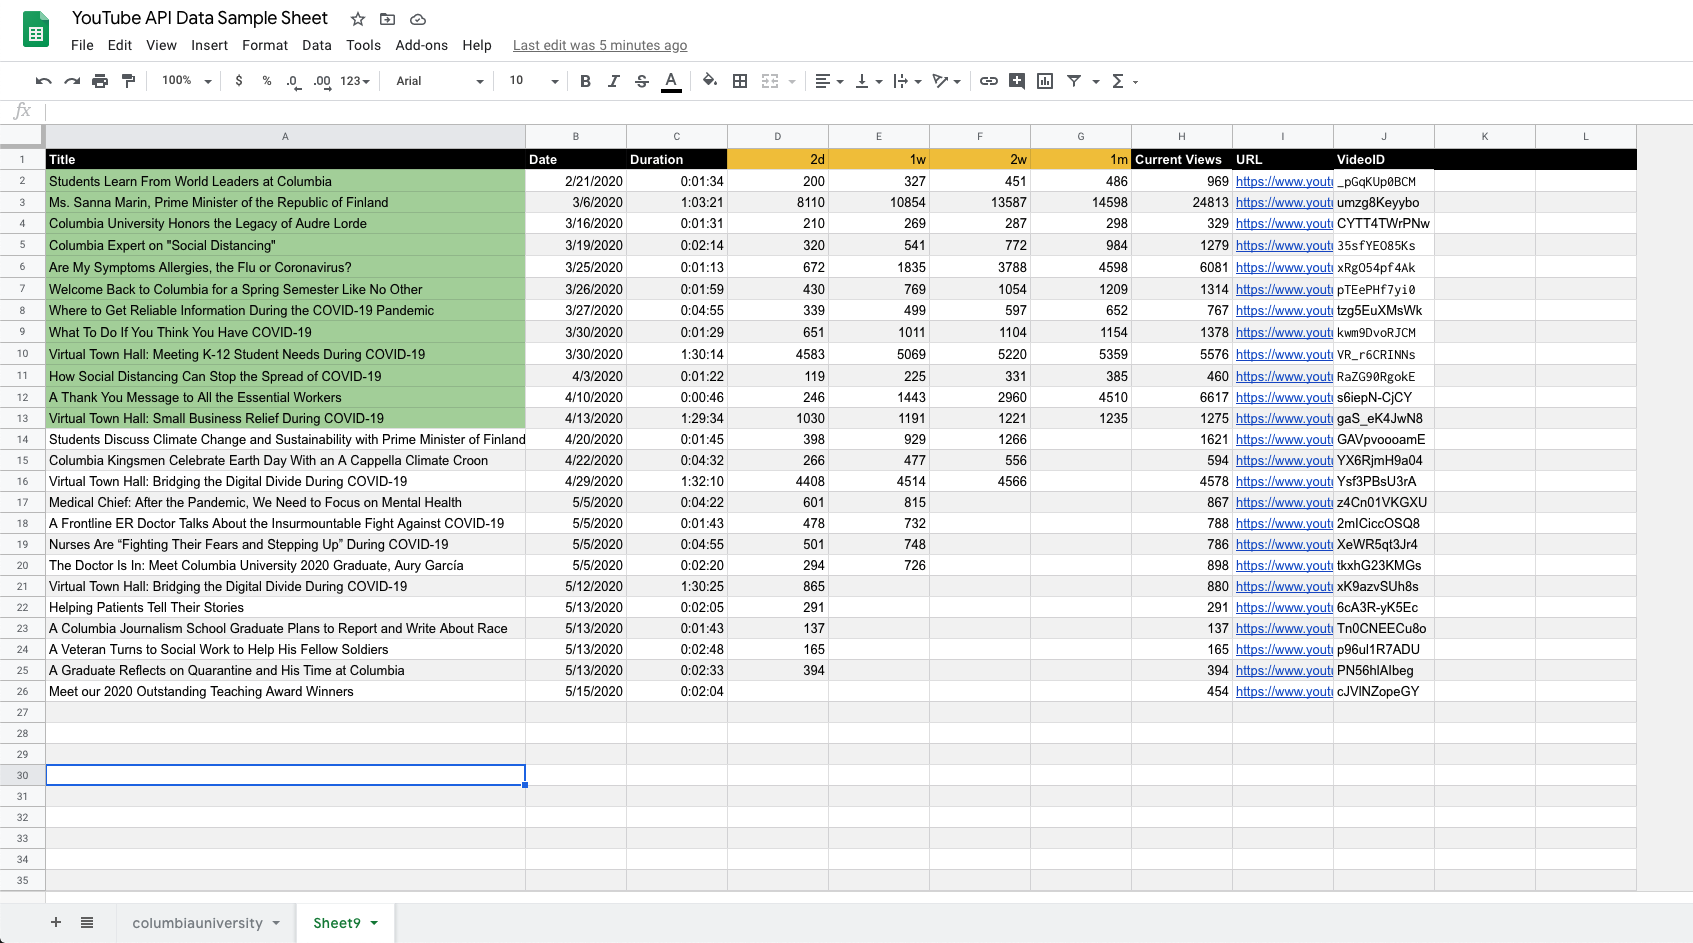 YouTube API Data Sample Sheet
File Edit View Insert Format Data Tools Add-ons Help Last edit was 5 minutes ago
100% $ % .0 .00 123 Arial 10 B I S A Σ
fx
A B C D E F G H I J K L
1 Title Date Duration 2d 1w 2w 1m Current Views URL VideoID
2 Students Learn From World Leaders at Columbia 2/21/2020 0:01:34 200 327 451 486 969 https://www.yout _pGqKUp0BCM
3 Ms. Sanna Marin, Prime Minister of the Republic of Finland 3/6/2020 1:03:21 8110 10854 13587 14598 24813 https://www.yout umzg8Keyybo
4 Columbia University Honors the Legacy of Audre Lorde 3/16/2020 0:01:31 210 269 287 298 329 https://www.yout CYTT4TWrPNw
5 Columbia Expert on "Social Distancing" 3/19/2020 0:02:14 320 541 772 984 1279 https://www.yout 35sfYEO85Ks
6 Are My Symptoms Allergies, the Flu or Coronavirus? 3/25/2020 0:01:13 672 1835 3788 4598 6081 https://www.yout xRgO54pf4Ak
7 Welcome Back to Columbia for a Spring Semester Like No Other 3/26/2020 0:01:59 430 769 1054 1209 1314 https://www.yout pTEePHf7yi0
8 Where to Get Reliable Information During the COVID-19 Pandemic 3/27/2020 0:04:55 339 499 597 652 767 https://www.yout tzg5EuXMsWk
9 What To Do If You Think You Have COVID-19 3/30/2020 0:01:29 651 1011 1104 1154 1378 https://www.yout kwm9DvoRJCM
10 Virtual Town Hall: Meeting K-12 Student Needs During COVID-19 3/30/2020 1:30:14 4583 5069 5220 5359 5576 https://www.yout VR_r6CRINNs
11 How Social Distancing Can Stop the Spread of COVID-19 4/3/2020 0:01:22 119 225 331 385 460 https://www.yout RaZG90RgokE
12 A Thank You Message to All the Essential Workers 4/10/2020 0:00:46 246 1443 2960 4510 6617 https://www.yout s6iepN-CjCY
13 Virtual Town Hall: Small Business Relief During COVID-19 4/13/2020 1:29:34 1030 1191 1221 1235 1275 https://www.yout gaS_eK4JwN8
14 Students Discuss Climate Change and Sustainability with Prime Minister of Finland 4/20/2020 0:01:45 398 929 1266 1621 https://www.yout GAVpvoooamE
15 Columbia Kingsmen Celebrate Earth Day With an A Cappella Climate Croon 4/22/2020 0:04:32 266 477 556 594 https://www.yout YX6RjmH9a04
16 Virtual Town Hall: Bridging the Digital Divide During COVID-19 4/29/2020 1:32:10 4408 4514 4566 4578 https://www.yout Ysf3PBsU3rA
17 Medical Chief: After the Pandemic, We Need to Focus on Mental Health 5/5/2020 0:04:22 601 815 867 https://www.yout z4Cn01VKGXU
18 A Frontline ER Doctor Talks About the Insurmountable Fight Against COVID-19 5/5/2020 0:01:43 478 732 788 https://www.yout 2mICiccOSQ8
19 Nurses Are “Fighting Their Fears and Stepping Up” During COVID-19 5/5/2020 0:04:55 501 748 786 https://www.yout XeWR5qt3Jr4
20 The Doctor Is In: Meet Columbia University 2020 Graduate, Aury García 5/5/2020 0:02:20 294 726 898 https://www.yout tkxhG23KMGs
21 Virtual Town Hall: Bridging the Digital Divide During COVID-19 5/12/2020 1:30:25 865 880 https://www.yout xK9azvSUh8s
22 Helping Patients Tell Their Stories 5/13/2020 0:02:05 291 291 https://www.yout 6cA3R-yK5Ec
23 A Columbia Journalism School Graduate Plans to Report and Write About Race 5/13/2020 0:01:43 137 137 https://www.yout Tn0CNEECu8o
24 A Veteran Turns to Social Work to Help His Fellow Soldiers 5/13/2020 0:02:48 165 165 https://www.yout p96ul1R7ADU
25 A Graduate Reflects on Quarantine and His Time at Columbia 5/13/2020 0:02:33 394 394 https://www.yout PN56hlAIbeg
26 Meet our 2020 Outstanding Teaching Award Winners 5/15/2020 0:02:04 454 https://www.yout cJVlNZopeGY
27
28
29
30
31
32
33
34
35
columbiauniversity Sheet9